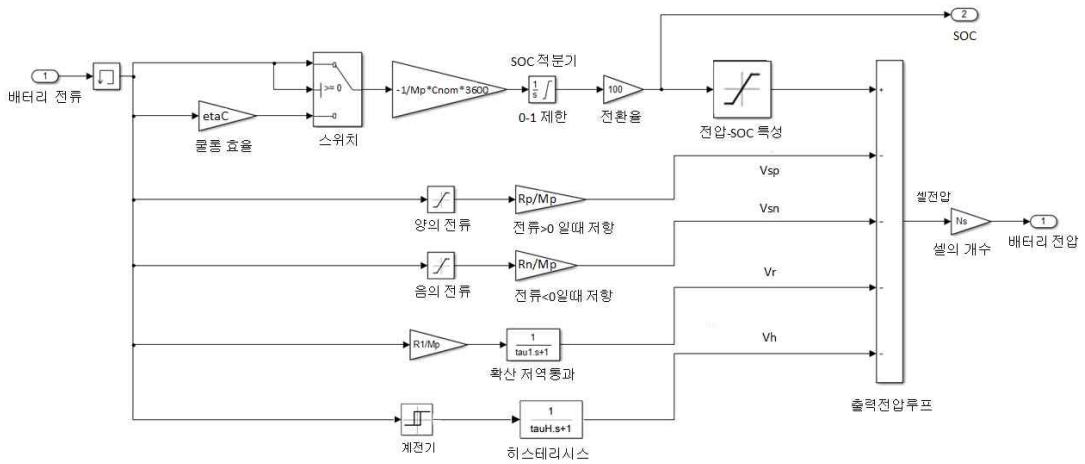 2
SOC
1
배터리 전류
etaC
쿨롱 효율
>= 0
스위치
-1/Mp*Cnom*3600
SOC 적분기
1
s
0-1 제한
100
전환율
전압-SOC 특성
+
Vsp
-
양의 전류
Rp/Mp
전류>0 일때 저항
Vsn
-
음의 전류
Rn/Mp
전류<0일때 저항
Vr
-
R1/Mp
1
tau1.s+1
확산 저역통과
Vh
-
계전기
1
tauH.s+1
히스테리시스
출력전압루프
셀전압
Ns
셀의 개수
1
배터리 전압